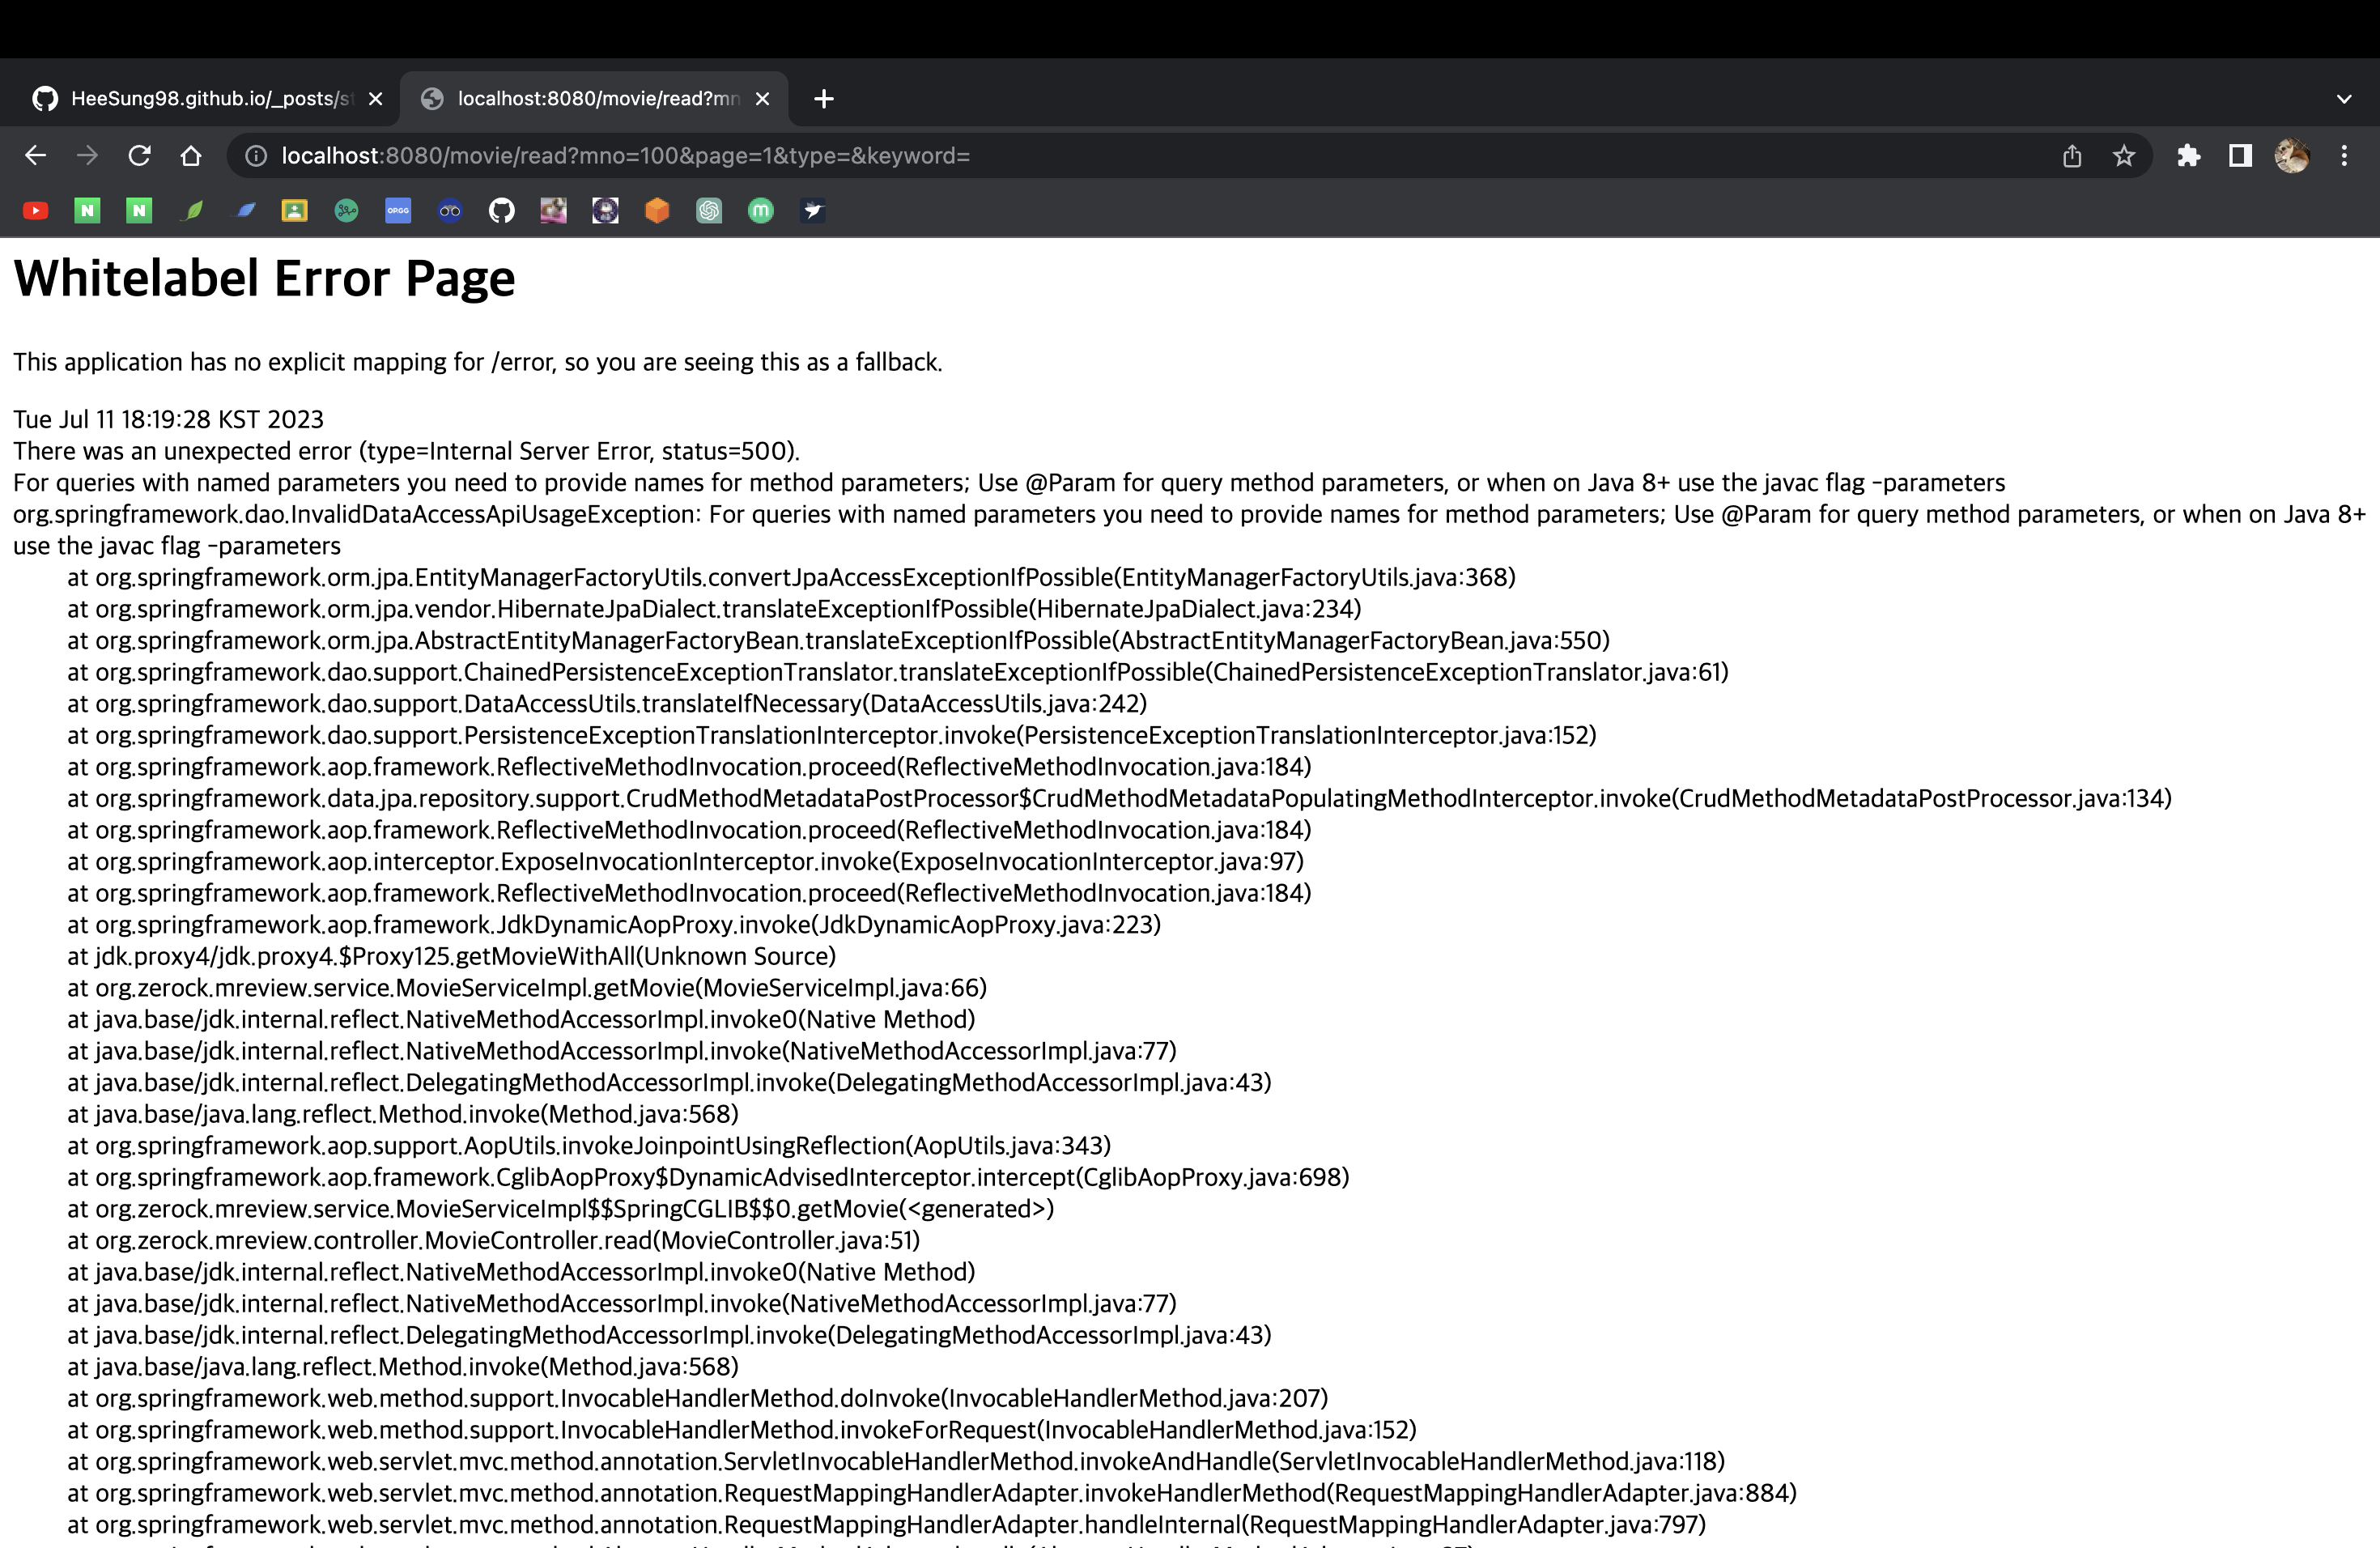 HeeSung98.github.io/_posts/st
localhost:8080/movie/read?mn
localhost:8080/movie/read?mno=100&page=1&type=&keyword=
N
N
OP.GG
m
Whitelabel Error Page
This application has no explicit mapping for /error, so you are seeing this as a fallback.
Tue Jul 11 18:19:28 KST 2023
There was an unexpected error (type=Internal Server Error, status=500).
For queries with named parameters you need to provide names for method parameters; Use @Param for query method parameters, or when on Java 8+ use the javac flag -parameters
org.springframework.dao.InvalidDataAccessApiUsageException: For queries with named parameters you need to provide names for method parameters; Use @Param for query method parameters, or when on Java 8+
use the javac flag -parameters
at org.springframework.orm.jpa.EntityManagerFactoryUtils.convertJpaAccessExceptionIfPossible(EntityManagerFactoryUtils.java:368)
at org.springframework.orm.jpa.vendor.HibernateJpaDialect.translateExceptionIfPossible(HibernateJpaDialect.java:234)
at org.springframework.orm.jpa.AbstractEntityManagerFactoryBean.translateExceptionIfPossible(AbstractEntityManagerFactoryBean.java:550)
at org.springframework.dao.support.ChainedPersistenceExceptionTranslator.translateExceptionIfPossible(ChainedPersistenceExceptionTranslator.java:61)
at org.springframework.dao.support.DataAccessUtils.translateIfNecessary(DataAccessUtils.java:242)
at org.springframework.dao.support.PersistenceExceptionTranslationInterceptor.invoke(PersistenceExceptionTranslationInterceptor.java:152)
at org.springframework.aop.framework.ReflectiveMethodInvocation.proceed(ReflectiveMethodInvocation.java:184)
at org.springframework.data.jpa.repository.support.CrudMethodMetadataPostProcessor$CrudMethodMetadataPopulatingMethodInterceptor.invoke(CrudMethodMetadataPostProcessor.java:134)
at org.springframework.aop.framework.ReflectiveMethodInvocation.proceed(ReflectiveMethodInvocation.java:184)
at org.springframework.aop.interceptor.ExposeInvocationInterceptor.invoke(ExposeInvocationInterceptor.java:97)
at org.springframework.aop.framework.ReflectiveMethodInvocation.proceed(ReflectiveMethodInvocation.java:184)
at org.springframework.aop.framework.JdkDynamicAopProxy.invoke(JdkDynamicAopProxy.java:223)
at jdk.proxy4/jdk.proxy4.$Proxy125.getMovieWithAll(Unknown Source)
at org.zerock.mreview.service.MovieServiceImpl.getMovie(MovieServiceImpl.java:66)
at java.base/jdk.internal.reflect.NativeMethodAccessorImpl.invoke0(Native Method)
at java.base/jdk.internal.reflect.NativeMethodAccessorImpl.invoke(NativeMethodAccessorImpl.java:77)
at java.base/jdk.internal.reflect.DelegatingMethodAccessorImpl.invoke(DelegatingMethodAccessorImpl.java:43)
at java.base/java.lang.reflect.Method.invoke(Method.java:568)
at org.springframework.aop.support.AopUtils.invokeJoinpointUsingReflection(AopUtils.java:343)
at org.springframework.aop.framework.CglibAopProxy$DynamicAdvisedInterceptor.intercept(CglibAopProxy.java:698)
at org.zerock.mreview.service.MovieServiceImpl$$SpringCGLIB$$0.getMovie(&lt;generated&gt;)
at org.zerock.mreview.controller.MovieController.read(MovieController.java:51)
at java.base/jdk.internal.reflect.NativeMethodAccessorImpl.invoke0(Native Method)
at java.base/jdk.internal.reflect.NativeMethodAccessorImpl.invoke(NativeMethodAccessorImpl.java:77)
at java.base/jdk.internal.reflect.DelegatingMethodAccessorImpl.invoke(DelegatingMethodAccessorImpl.java:43)
at java.base/java.lang.reflect.Method.invoke(Method.java:568)
at org.springframework.web.method.support.InvocableHandlerMethod.doInvoke(InvocableHandlerMethod.java:207)
at org.springframework.web.method.support.InvocableHandlerMethod.invokeForRequest(InvocableHandlerMethod.java:152)
at org.springframework.web.servlet.mvc.method.annotation.ServletInvocableHandlerMethod.invokeAndHandle(ServletInvocableHandlerMethod.java:118)
at org.springframework.web.servlet.mvc.method.annotation.RequestMappingHandlerAdapter.invokeHandlerMethod(RequestMappingHandlerAdapter.java:884)
at org.springframework.web.servlet.mvc.method.annotation.RequestMappingHandlerAdapter.handleInternal(RequestMappingHandlerAdapter.java:797)